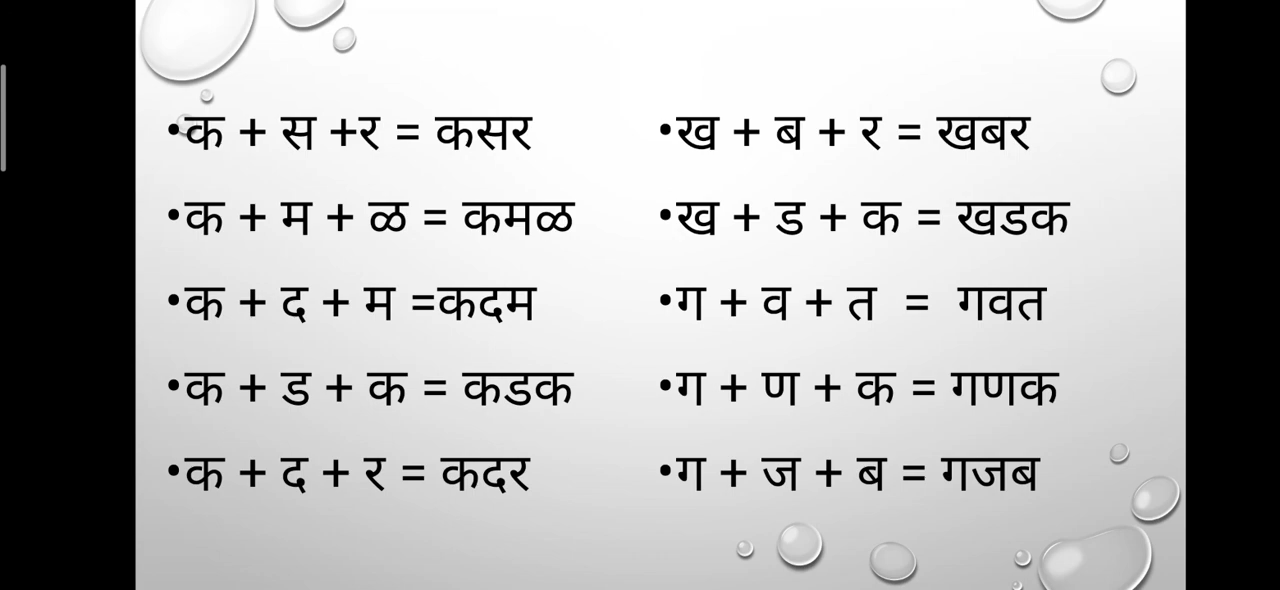 •क + स +र = कसर
•क + म + ळ = कमळ
•क + द + म =कदम
•क + ड + क = कडक
•क + द + र = कदर
•ख + ब + र = खबर
•ख + ड + क = खडक
•ग + व + त = गवत
•ग + ण + क = गणक
•ग + ज + ब = गजब